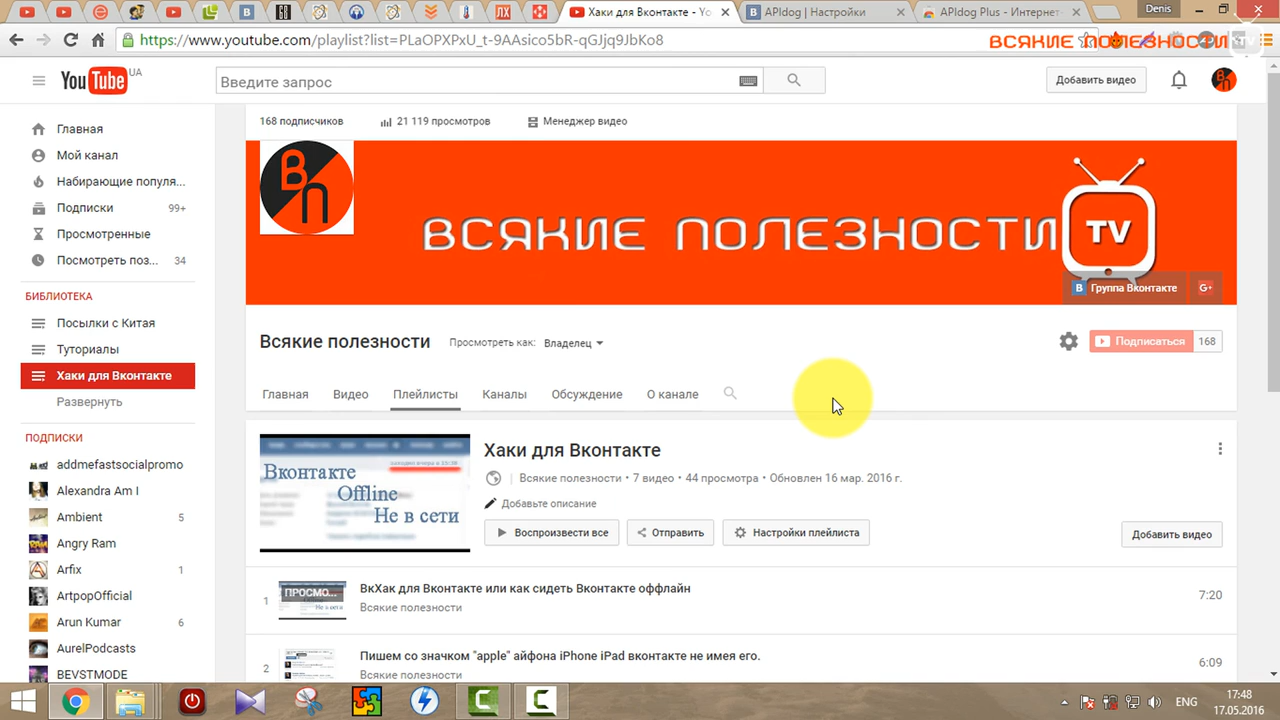 Хаки для Вконтакте - Yo
APIdog | Настройки
APIdog Plus - Интернет-
Denis
https://www.youtube.com/playlist?list=PLaOPXPxU_t-9AAsiqp5bR-qGJjq9JbKo8
ВСЯКИЕ ПОЛЕЗНОСТИ
You Tube UA
Введите запрос
Добавить видео
168 подписчиков
21 119 просмотров
Менеджер видео
Главная
Мой канал
Набирающие популя...
Подписки 99+
Просмотренные
Посмотреть поз... 34
БИБЛИОТЕКА
Посылки с Китая
Туториалы
Хаки для Вконтакте
Развернуть
ПОДПИСКИ
addmefastsocialpromo
Alexandra Am I
Ambient 5
Angry Ram
Arfix 1
ArtpopOfficial
Arun Kumar 6
AurelPodcasts
BEVSTMODE
Вп
ВСЯКИЕ ПОЛЕЗНОСТИ
TV
Группа Вконтакте
G+
Всякие полезности
Просмотреть как: Владелец
Подписаться 168
Главная
Видео
Плейлисты
Каналы
Обсуждение
О канале
Вконтакте
Offline
Не в сети
Хаки для Вконтакте
Всякие полезности • 7 видео • 44 просмотра • Обновлен 16 мар. 2016 г.
Добавьте описание
Воспроизвести все
Отправить
Настройки плейлиста
Добавить видео
1
ПРОСМО...
ВкХак для Вконтакте или как сидеть Вконтакте оффлайн
Всякие полезности
7:20
2
Пишем со значком "apple" айфона iPhone iPad вконтакте не имея его.
Всякие полезности
6:09
ENG
17:48
17.05.2016